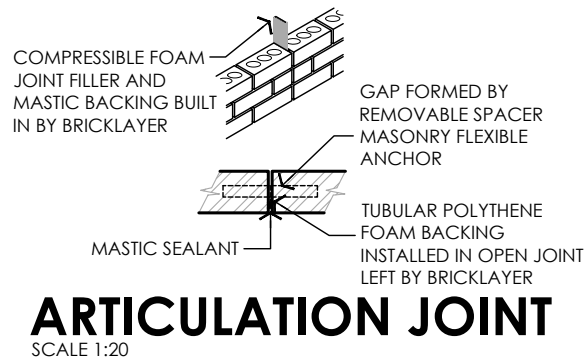 COMPRESSIBLE FOAM
JOINT FILLER AND
MASTIC BACKING BUILT
IN BY BRICKLAYER
GAP FORMED BY
REMOVABLE SPACER
MASONRY FLEXIBLE
ANCHOR
MASTIC SEALANT
TUBULAR POLYTHENE
FOAM BACKING
INSTALLED IN OPEN JOINT
LEFT BY BRICKLAYER
ARTICULATION JOINT
SCALE 1:20